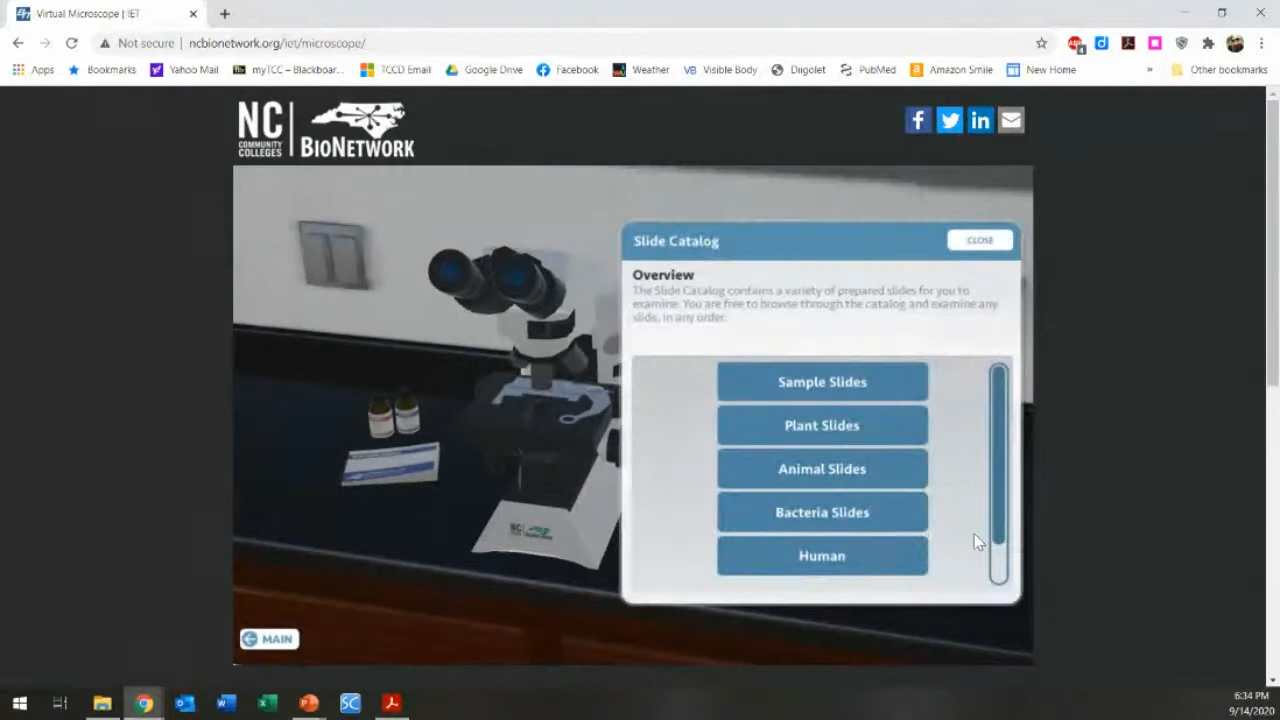 Virtual Microscope | IET
Not secure | ncbionetwork.org/iet/microscope/
Apps Bookmarks Yahoo Mail myTCC – Blackboar... TCCD Email Google Drive Facebook Weather VB Visible Body Diigolet PubMed Amazon Smile New Home » Other bookmarks
NC
COMMUNITY
COLLEGES
BIONETWORK
Slide Catalog
CLOSE
Overview
The Slide Catalog contains a variety of prepared slides for you to
examine. You are free to browse through the catalog and examine any
slide, in any order.
Sample Slides
Plant Slides
Animal Slides
Bacteria Slides
Human
NC
MAIN
6:34 PM
9/14/2020